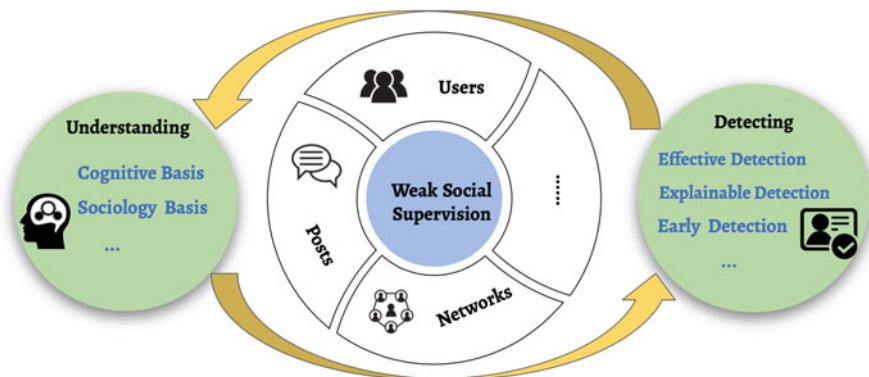 Understanding
Cognitive Basis
Sociology Basis
...
Users
Posts
Weak Social
Supervision
Networks
......
Detecting
Effective Detection
Explainable Detection
Early Detection
...